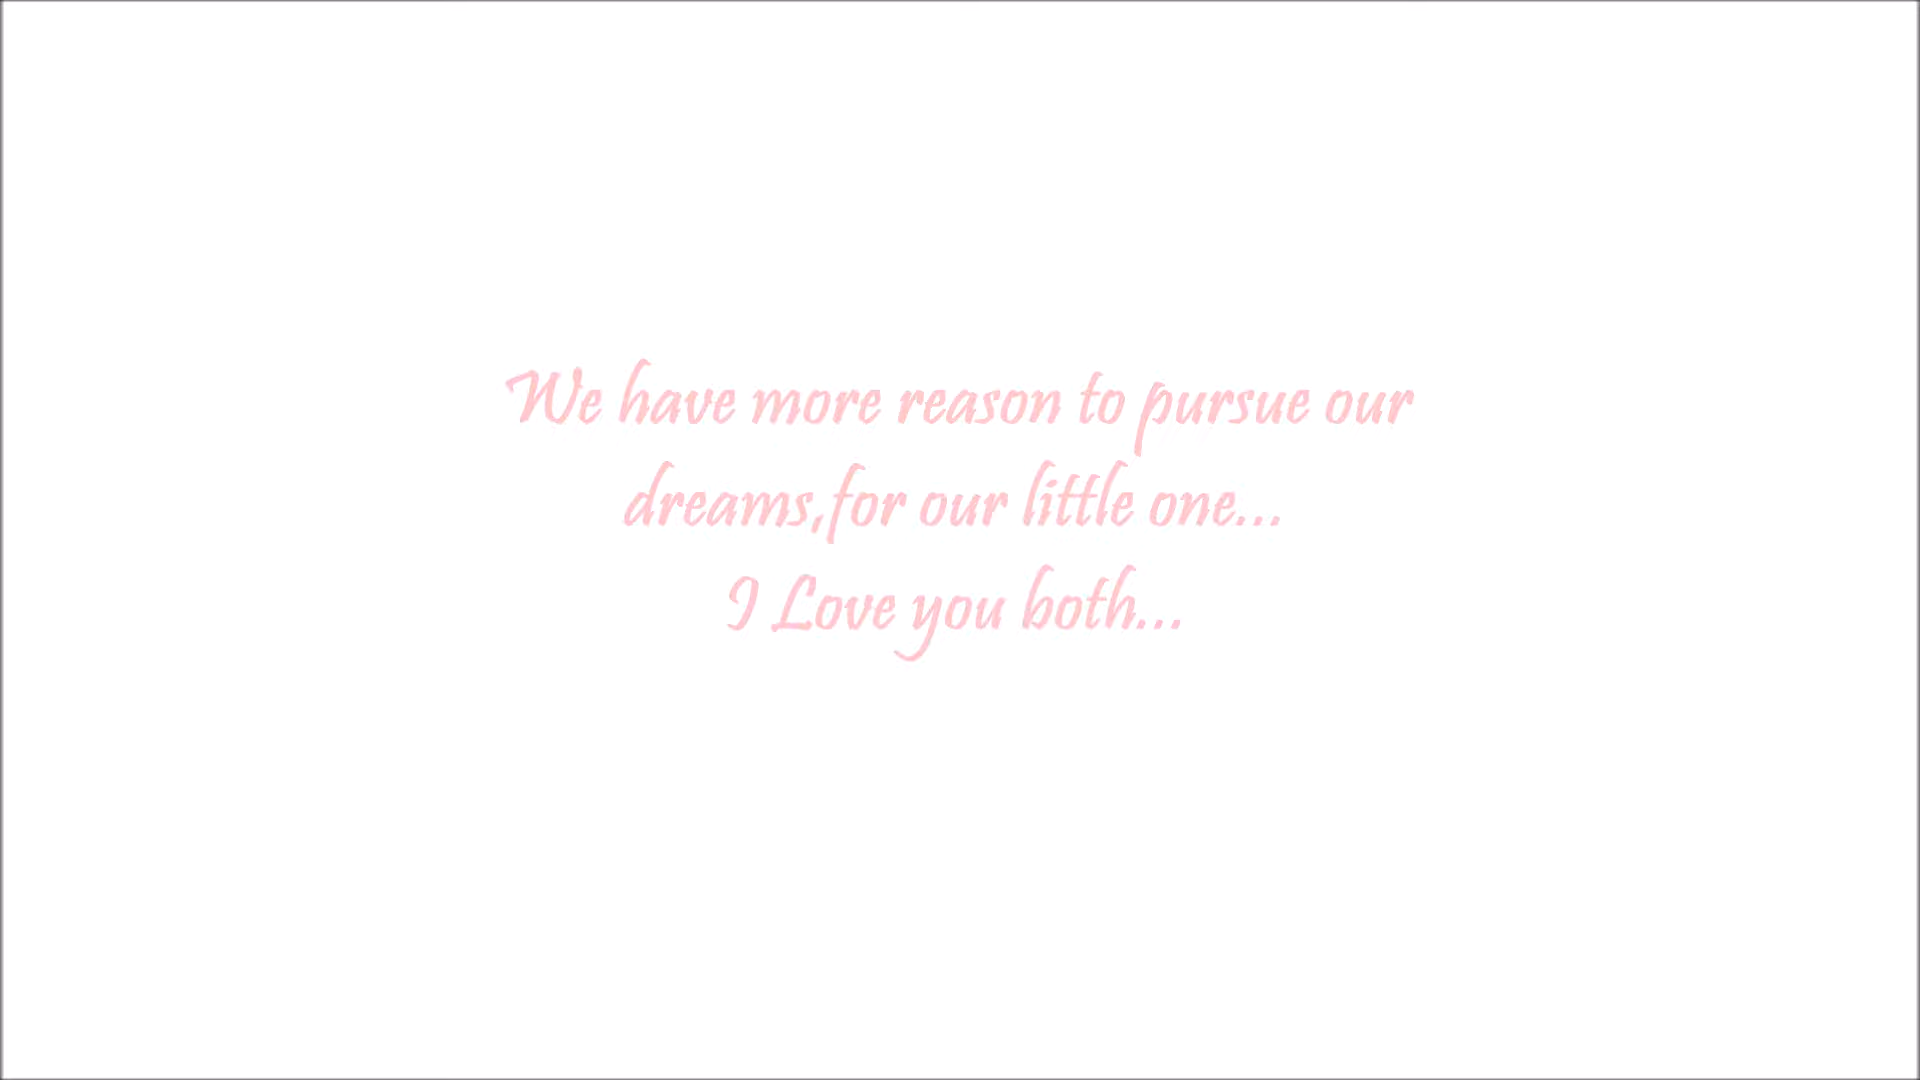 We have more reason to pursue our
dreams,for our little one...
I Love you both...